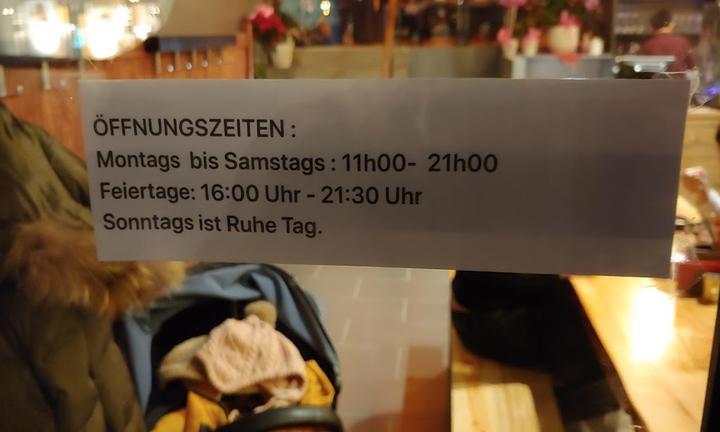 ÖFFNUNGSZEITEN :
Montags bis Samstags : 11h00- 21h00
Feiertage: 16:00 Uhr - 21:30 Uhr
Sonntags ist Ruhe Tag.